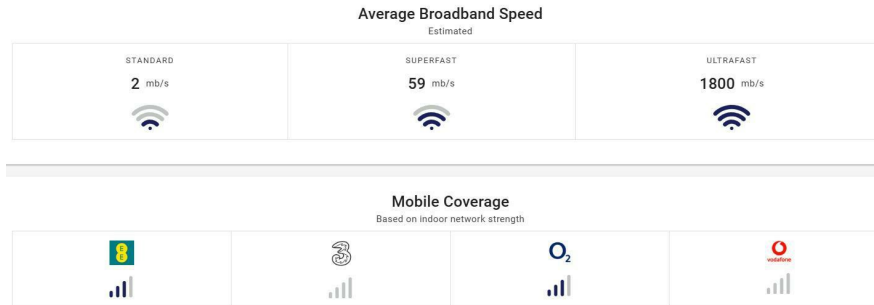 Average Broadband Speed
Estimated
STANDARD
SUPERFAST
ULTRAFAST
2 mb/s
59 mb/s
1800 mb/s
Mobile Coverage
Based on indoor network strength
EE
3
O2
vodafone